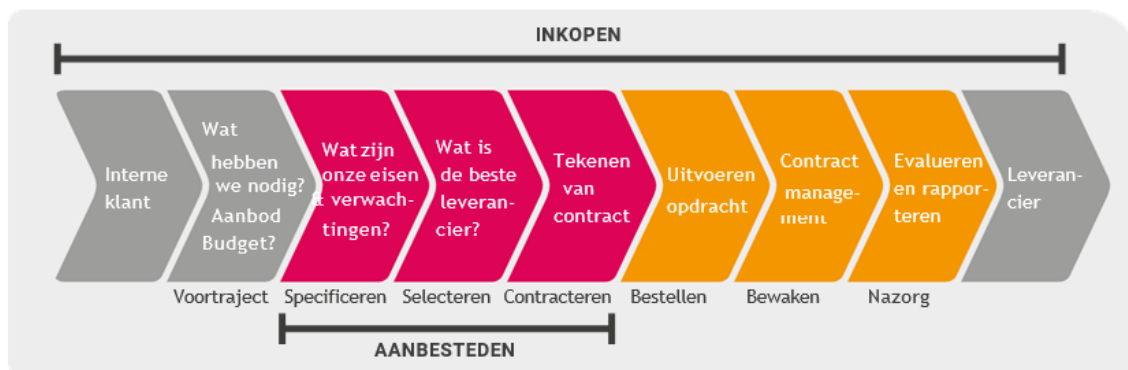 INKOPEN
Interne
klant
Wat
hebben
we nodig?
Aanbod
Budget?
Wat zijn
onze eisen
& verwach-
tingen?
Wat is
de beste
leveran-
cier?
Tekenen
van
contract
Uitvoeren
opdracht
Contract
manage-
ment
Evalueren
en rappor-
teren
Leveran-
cier
Voortraject
Specificeren
Selecteren
Contracteren
Bestellen
Bewaken
Nazorg
AANBESTEDEN